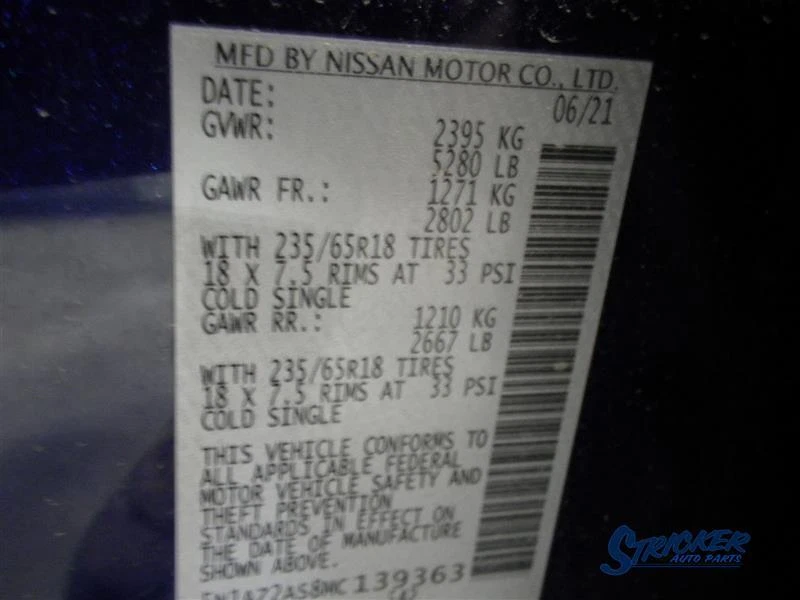 MFD BY NISSAN MOTOR CO., LTD.
DATE: 06/21
GVWR: 2395 KG
5280 LB
GAWR FR.: 1271 KG
2802 LB
WITH 235/65R18 TIRES
18 X 7.5 RIMS AT 33 PSI
COLD SINGLE
GAWR RR.: 1210 KG
2667 LB
WITH 235/65R18 TIRES
18 X 7.5 RIMS AT 33 PSI
COLD SINGLE
THIS VEHICLE CONFORMS TO
ALL APPLICABLE FEDERAL
MOTOR VEHICLE SAFETY AND
THEFT PREVENTION
STANDARDS IN EFFECT ON
THE DATE OF MANUFACTURE
SHOWN ABOVE.
139363
STRICKER
AUTO PARTS